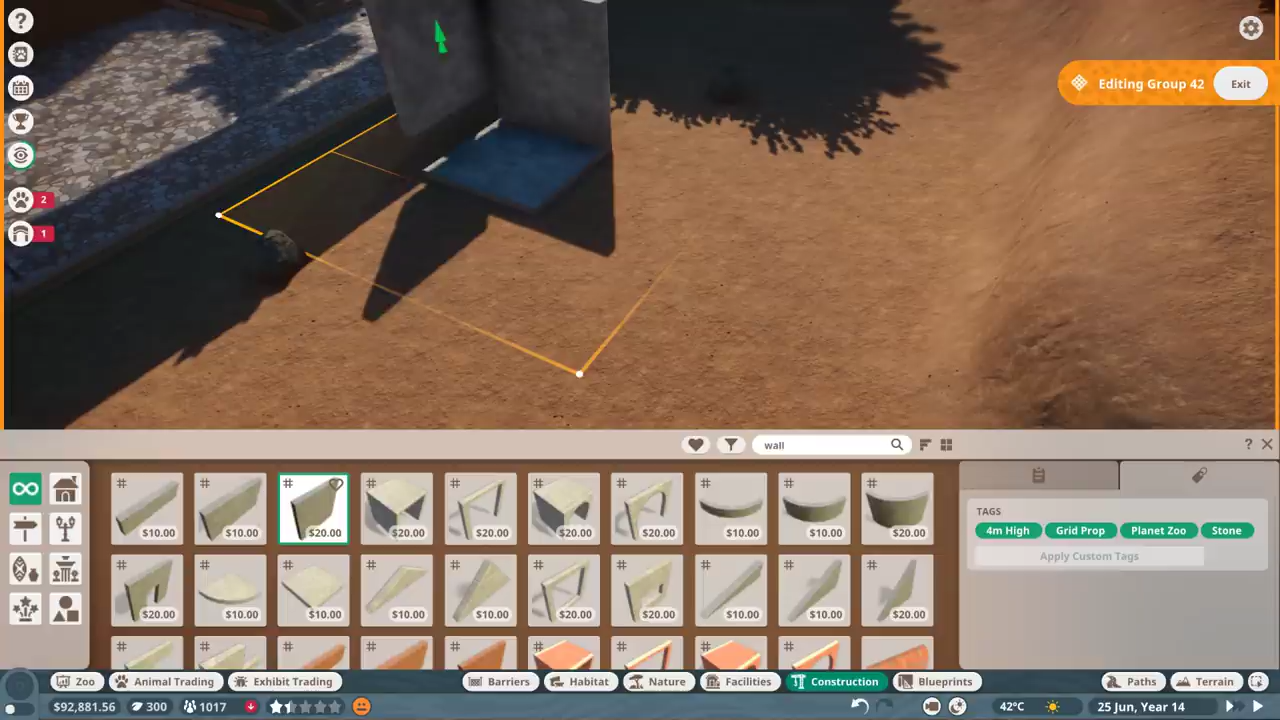 ?
Editing Group 42 Exit
2
1
wall
? ×
# $10.00 # $10.00 # $20.00 # $20.00 # $20.00 # $20.00 # $20.00 # $10.00 # $10.00 # $20.00
# $20.00 # $10.00 # $10.00 # $10.00 # $10.00 # $20.00 # $20.00 # $10.00 # $10.00 # $20.00
# # # # # # # # # #
TAGS
4m High Grid Prop Planet Zoo Stone
Apply Custom Tags
Zoo Animal Trading Exhibit Trading Barriers Habitat Nature Facilities Construction Blueprints Paths Terrain
$92,881.56 300 1017 42°C 25 Jun, Year 14